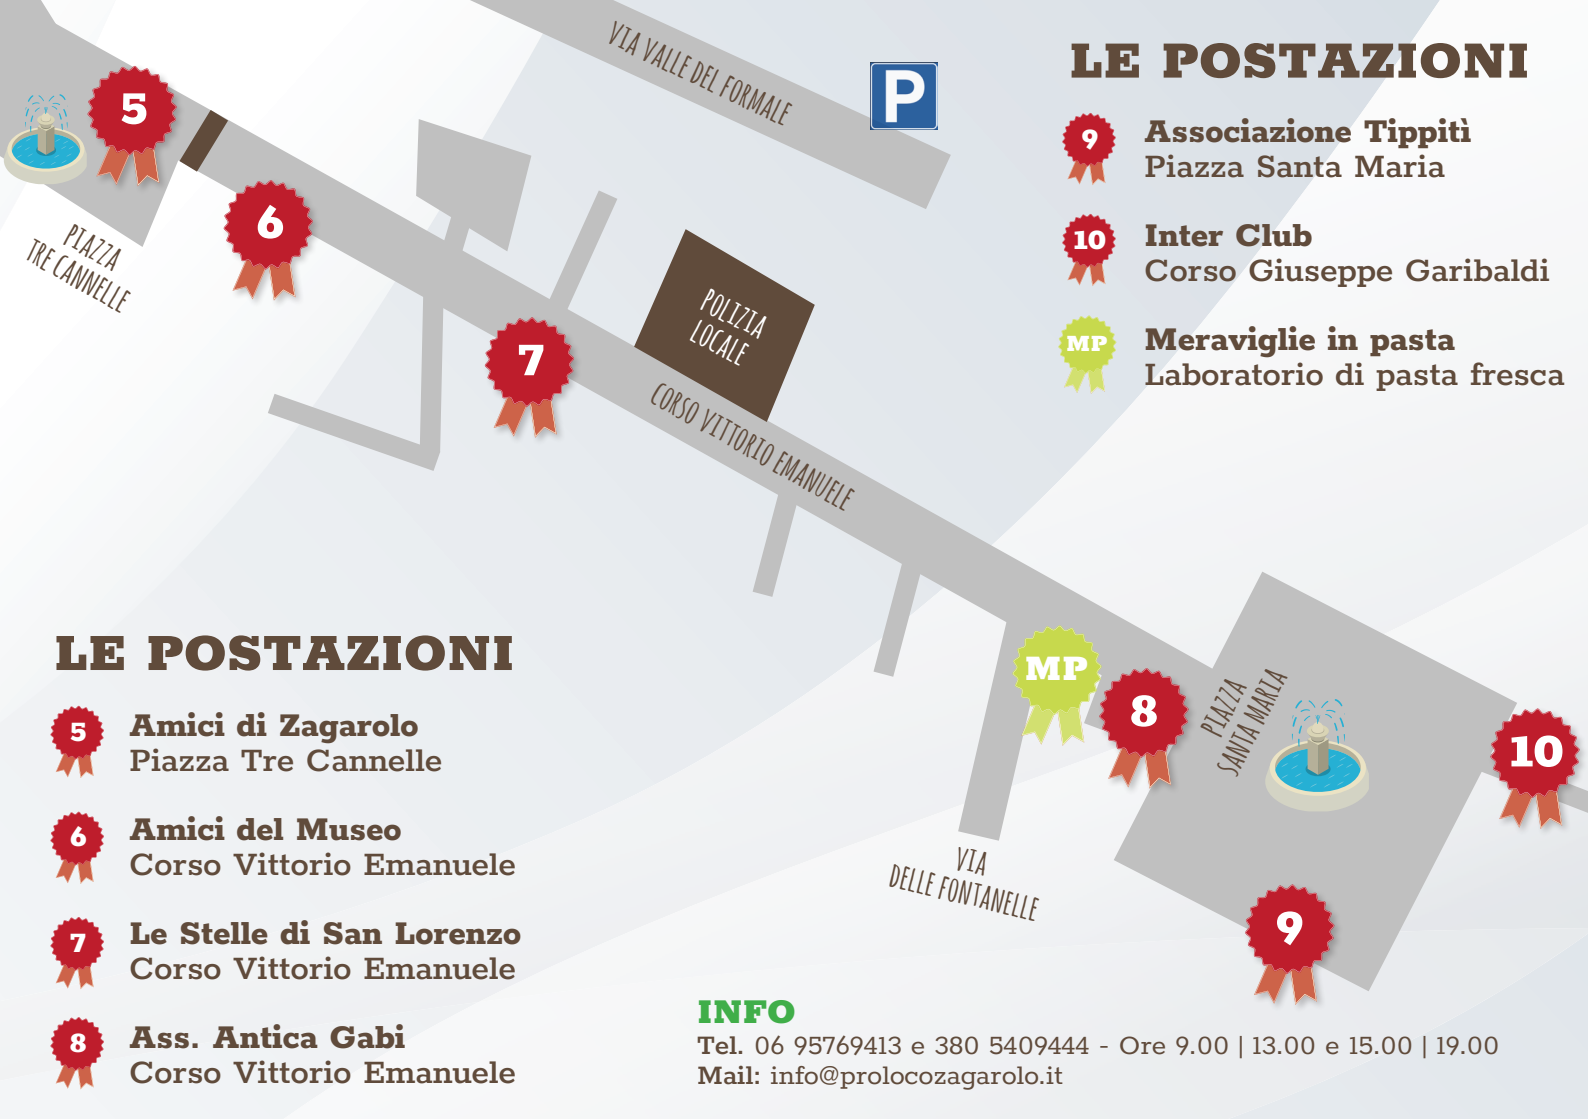 VIA VALLE DEL FORMALE
P
5
6
PIAZZA
TRE CANNELLE
7
POLIZIA
LOCALE
CORSO VITTORIO EMANUELE
MP
8
PIAZZA
SANTA MARIA
10
VIA
DELLE FONTANELLE
9
LE POSTAZIONI
9
Associazione Tippitì
Piazza Santa Maria
10
Inter Club
Corso Giuseppe Garibaldi
MP
Meraviglie in pasta
Laboratorio di pasta fresca
LE POSTAZIONI
5
Amici di Zagarolo
Piazza Tre Cannelle
6
Amici del Museo
Corso Vittorio Emanuele
7
Le Stelle di San Lorenzo
Corso Vittorio Emanuele
8
Ass. Antica Gabi
Corso Vittorio Emanuele
INFO
Tel. 06 95769413 e 380 5409444 - Ore 9.00 | 13.00 e 15.00 | 19.00
Mail: info@prolocozagarolo.it